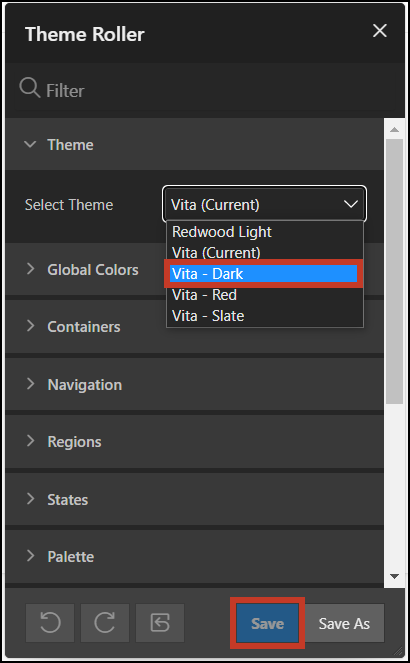 Theme Roller
Filter
Theme
Select Theme
Vita (Current)
Redwood Light
Vita (Current)
Vita - Dark
Vita - Red
Vita - Slate
Global Colors
Containers
Navigation
Regions
States
Palette
Save
Save As